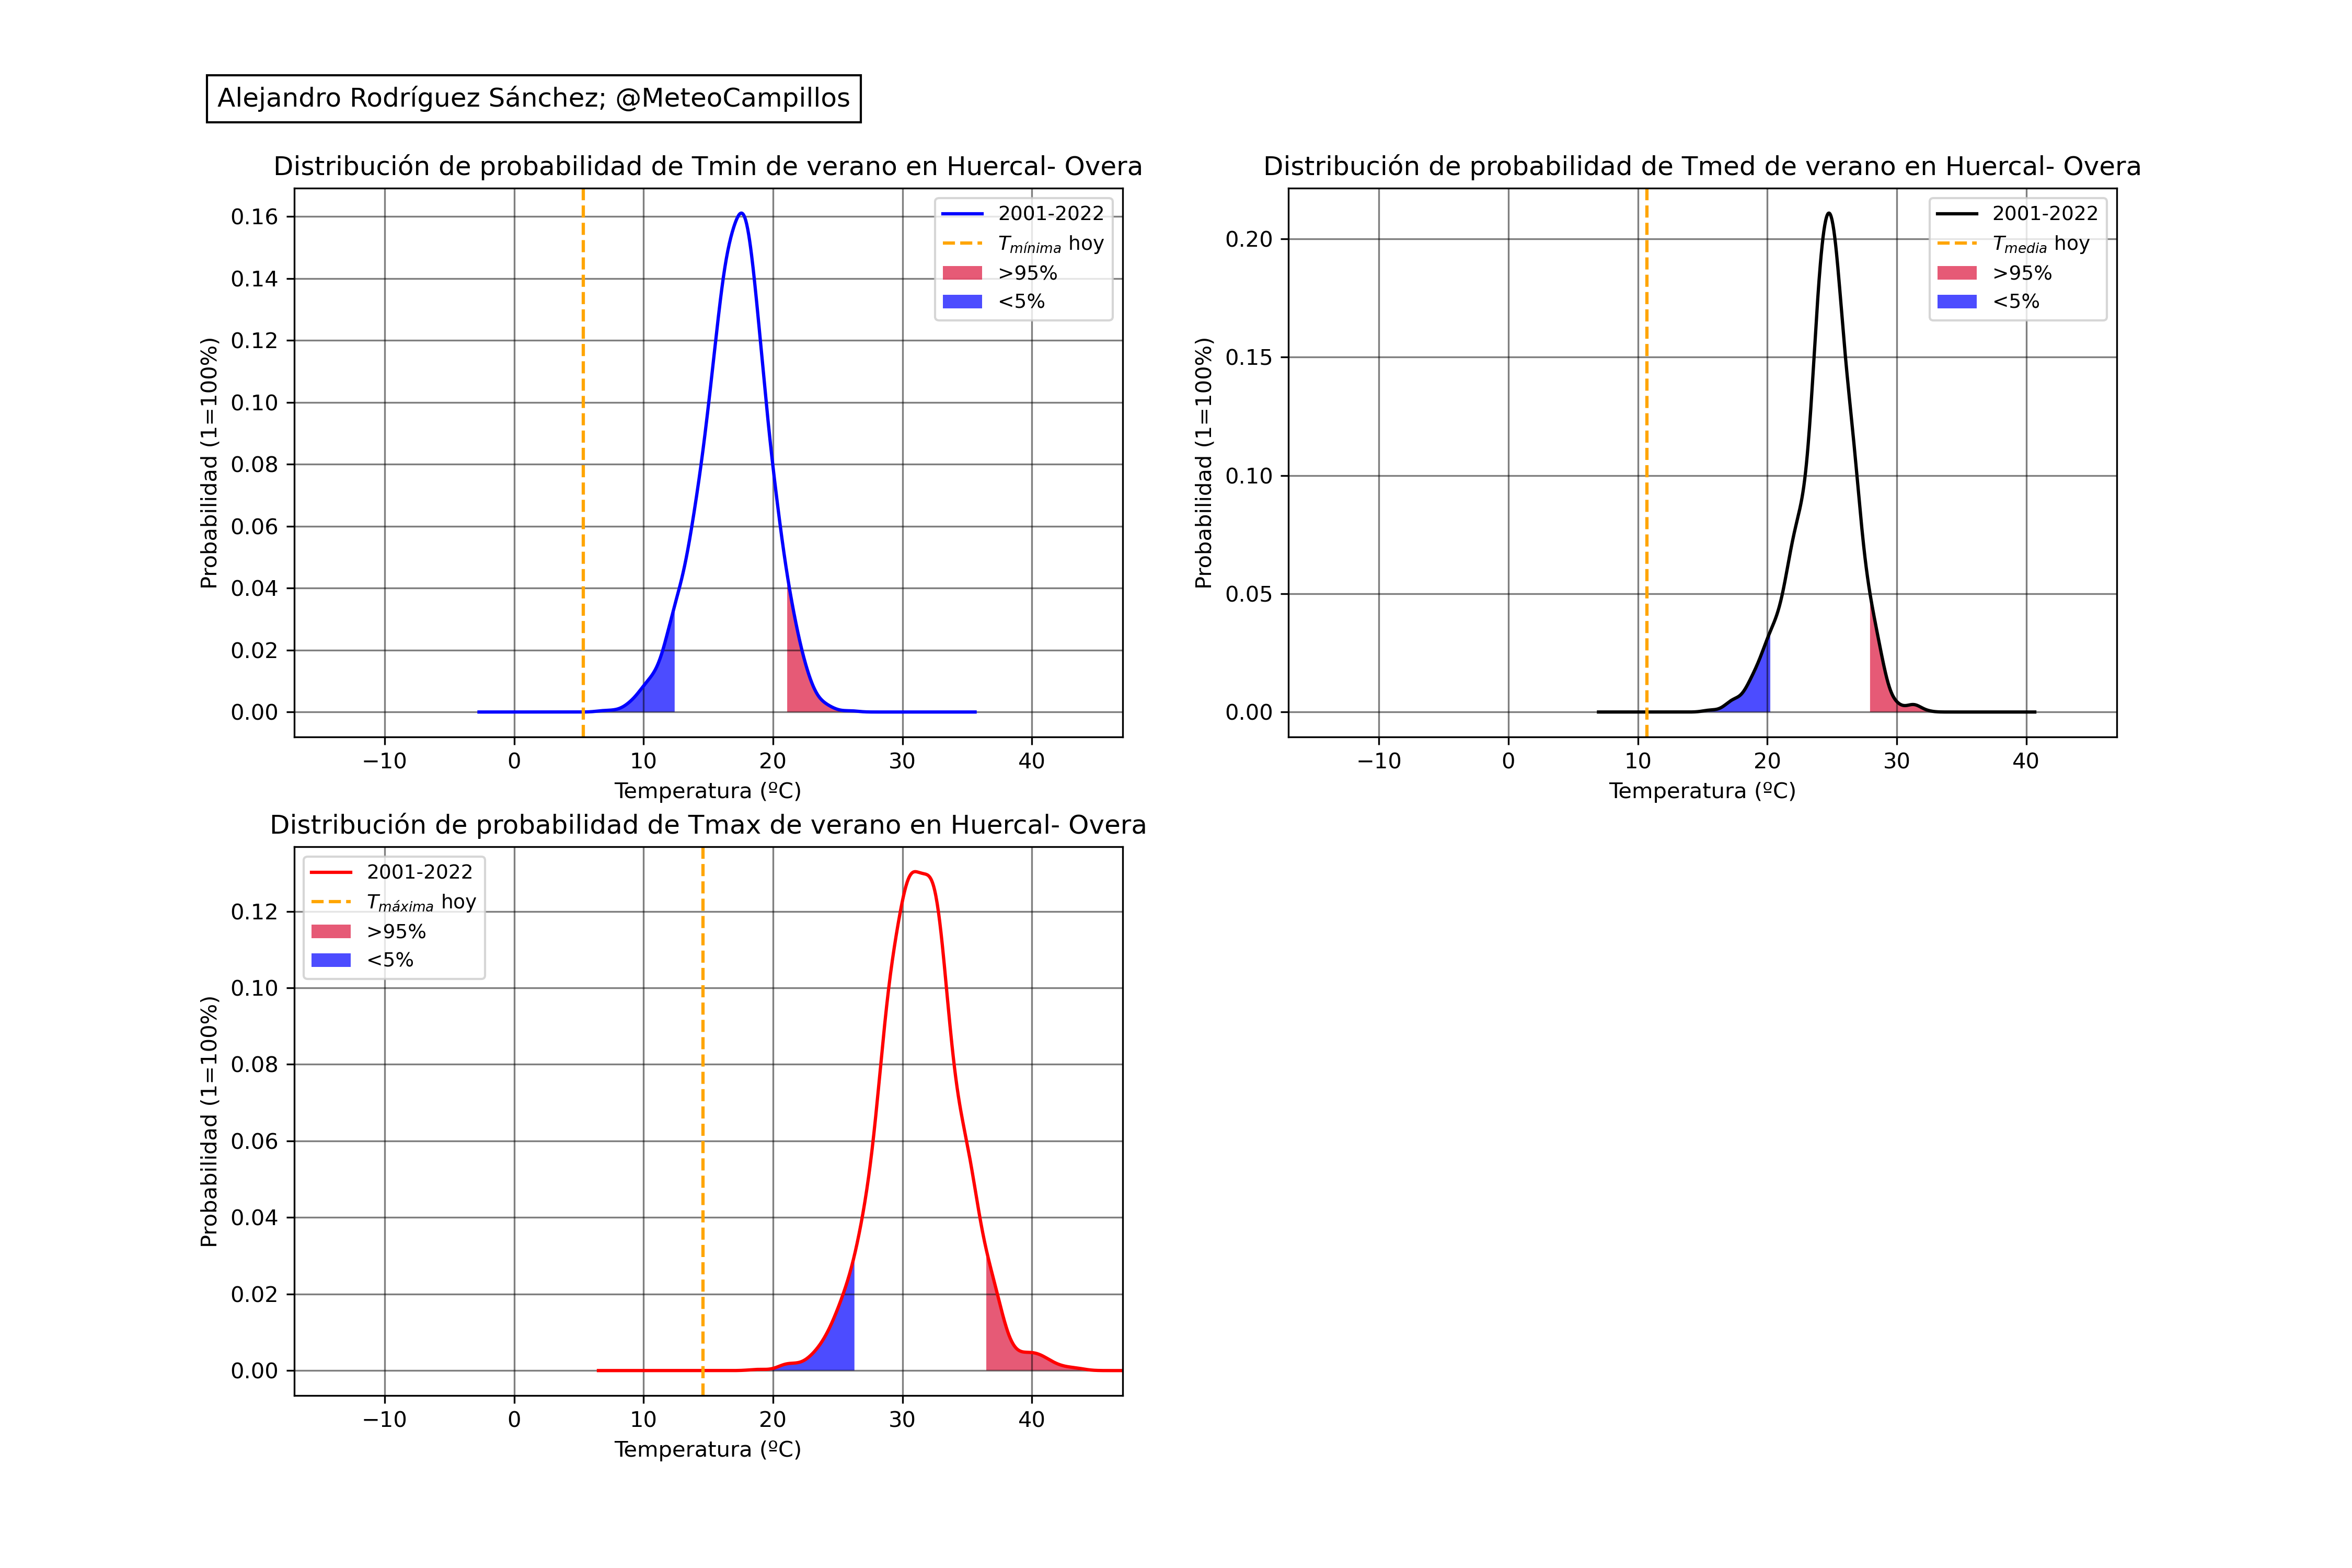 Alejandro Rodríguez Sánchez; @MeteoCampillos
Distribución de probabilidad de Tmin de verano en Huercal- Overa
Probabilidad (1=100%)
0.16
0.14
0.12
0.10
0.08
0.06
0.04
0.02
0.00
2001-2022
Tmínima hoy
>95%
<5%
−10 0 10 20 30 40
Temperatura (ºC)
Distribución de probabilidad de Tmed de verano en Huercal- Overa
Probabilidad (1=100%)
0.20
0.15
0.10
0.05
0.00
2001-2022
Tmedia hoy
>95%
<5%
−10 0 10 20 30 40
Temperatura (ºC)
Distribución de probabilidad de Tmax de verano en Huercal- Overa
Probabilidad (1=100%)
0.12
0.10
0.08
0.06
0.04
0.02
0.00
2001-2022
Tmáxima hoy
>95%
<5%
−10 0 10 20 30 40
Temperatura (ºC)